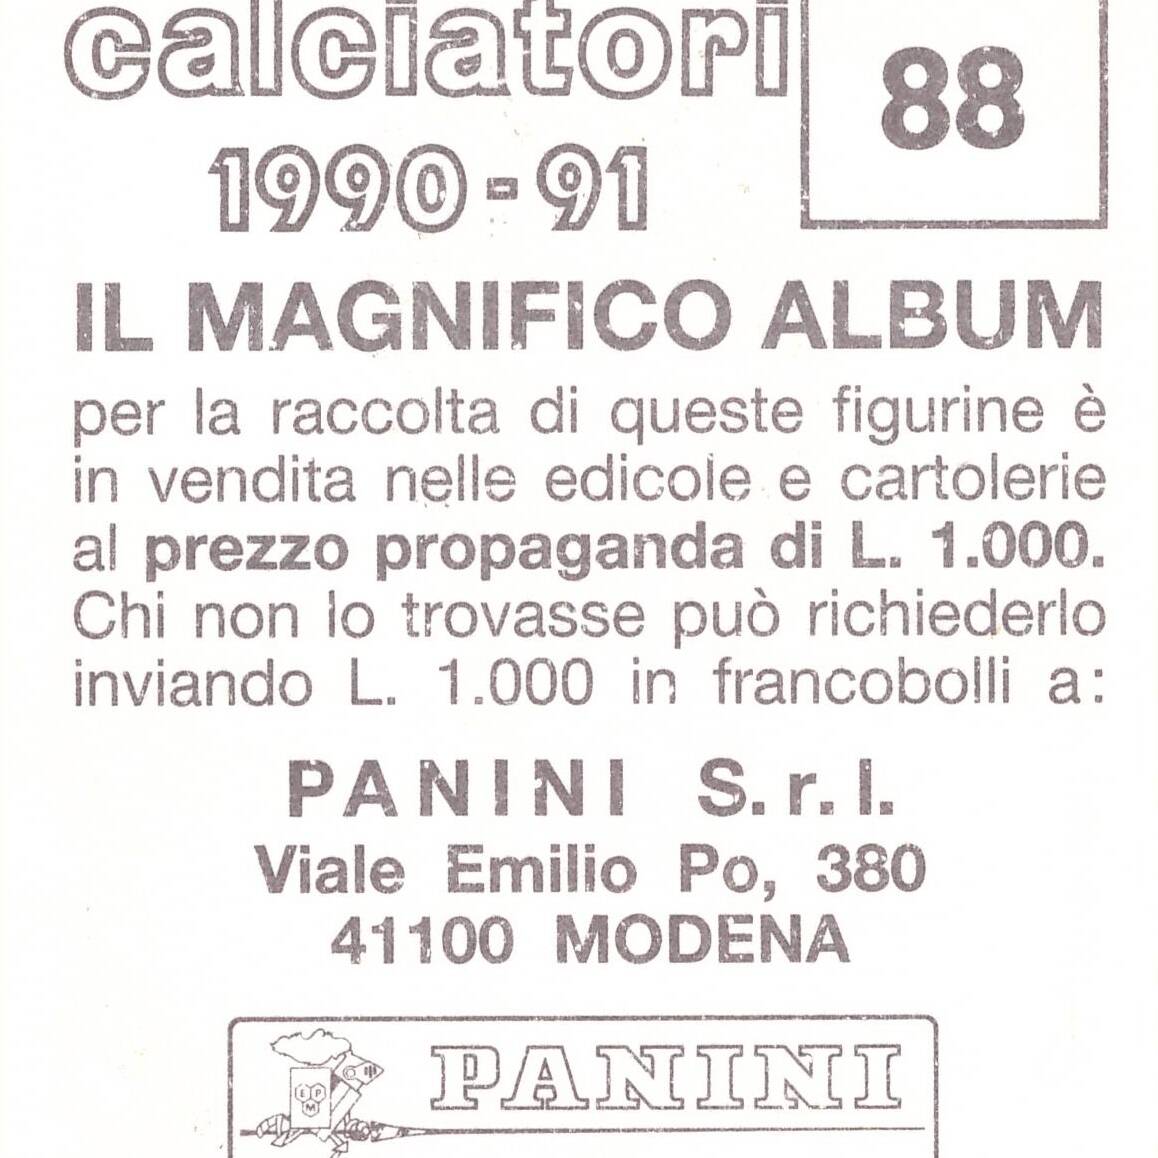 calciatori
88
1990-91
IL MAGNIFICO ALBUM
per la raccolta di queste figurine è
in vendita nelle edicole e cartolerie
al prezzo propaganda di L. 1.000.
Chi non lo trovasse può richiederlo
inviando L. 1.000 in francobolli a:
PANINI S.r.l.
Viale Emilio Po, 380
41100 MODENA
PANINI
EPM